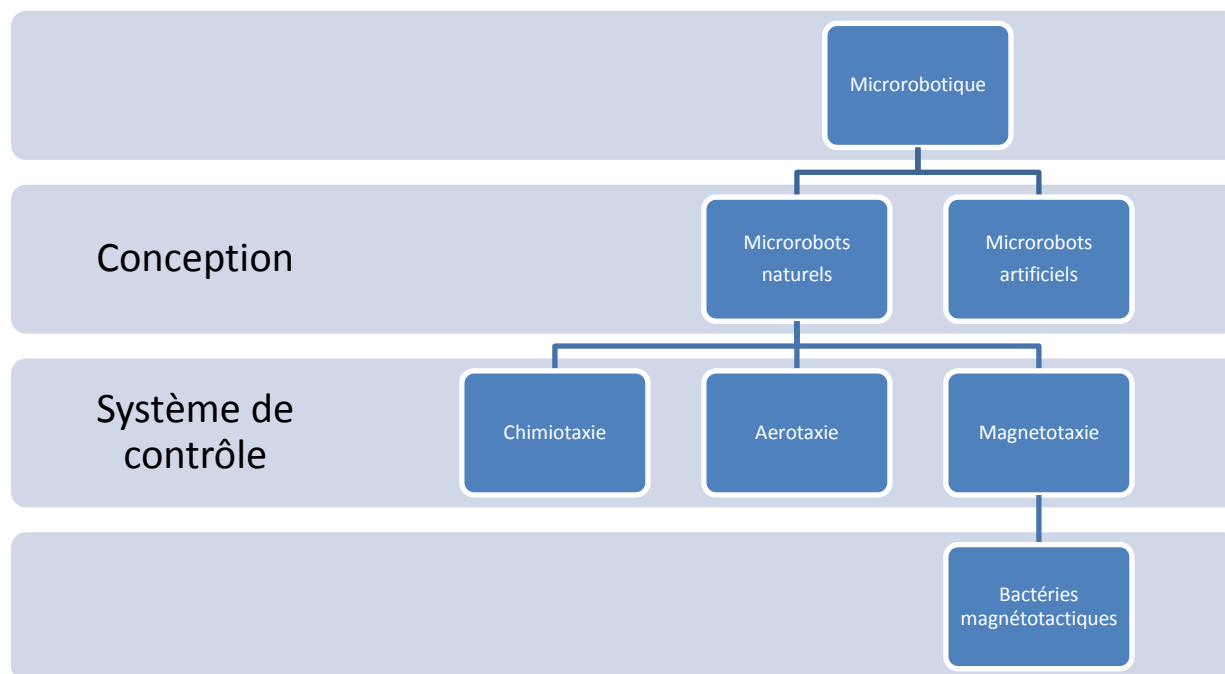 Microrobotique
Conception
Microrobots
naturels
Microrobots
artificiels
Système de
contrôle
Chimiotaxie
Aerotaxie
Magnetotaxie
Bactéries
magnétotactiques